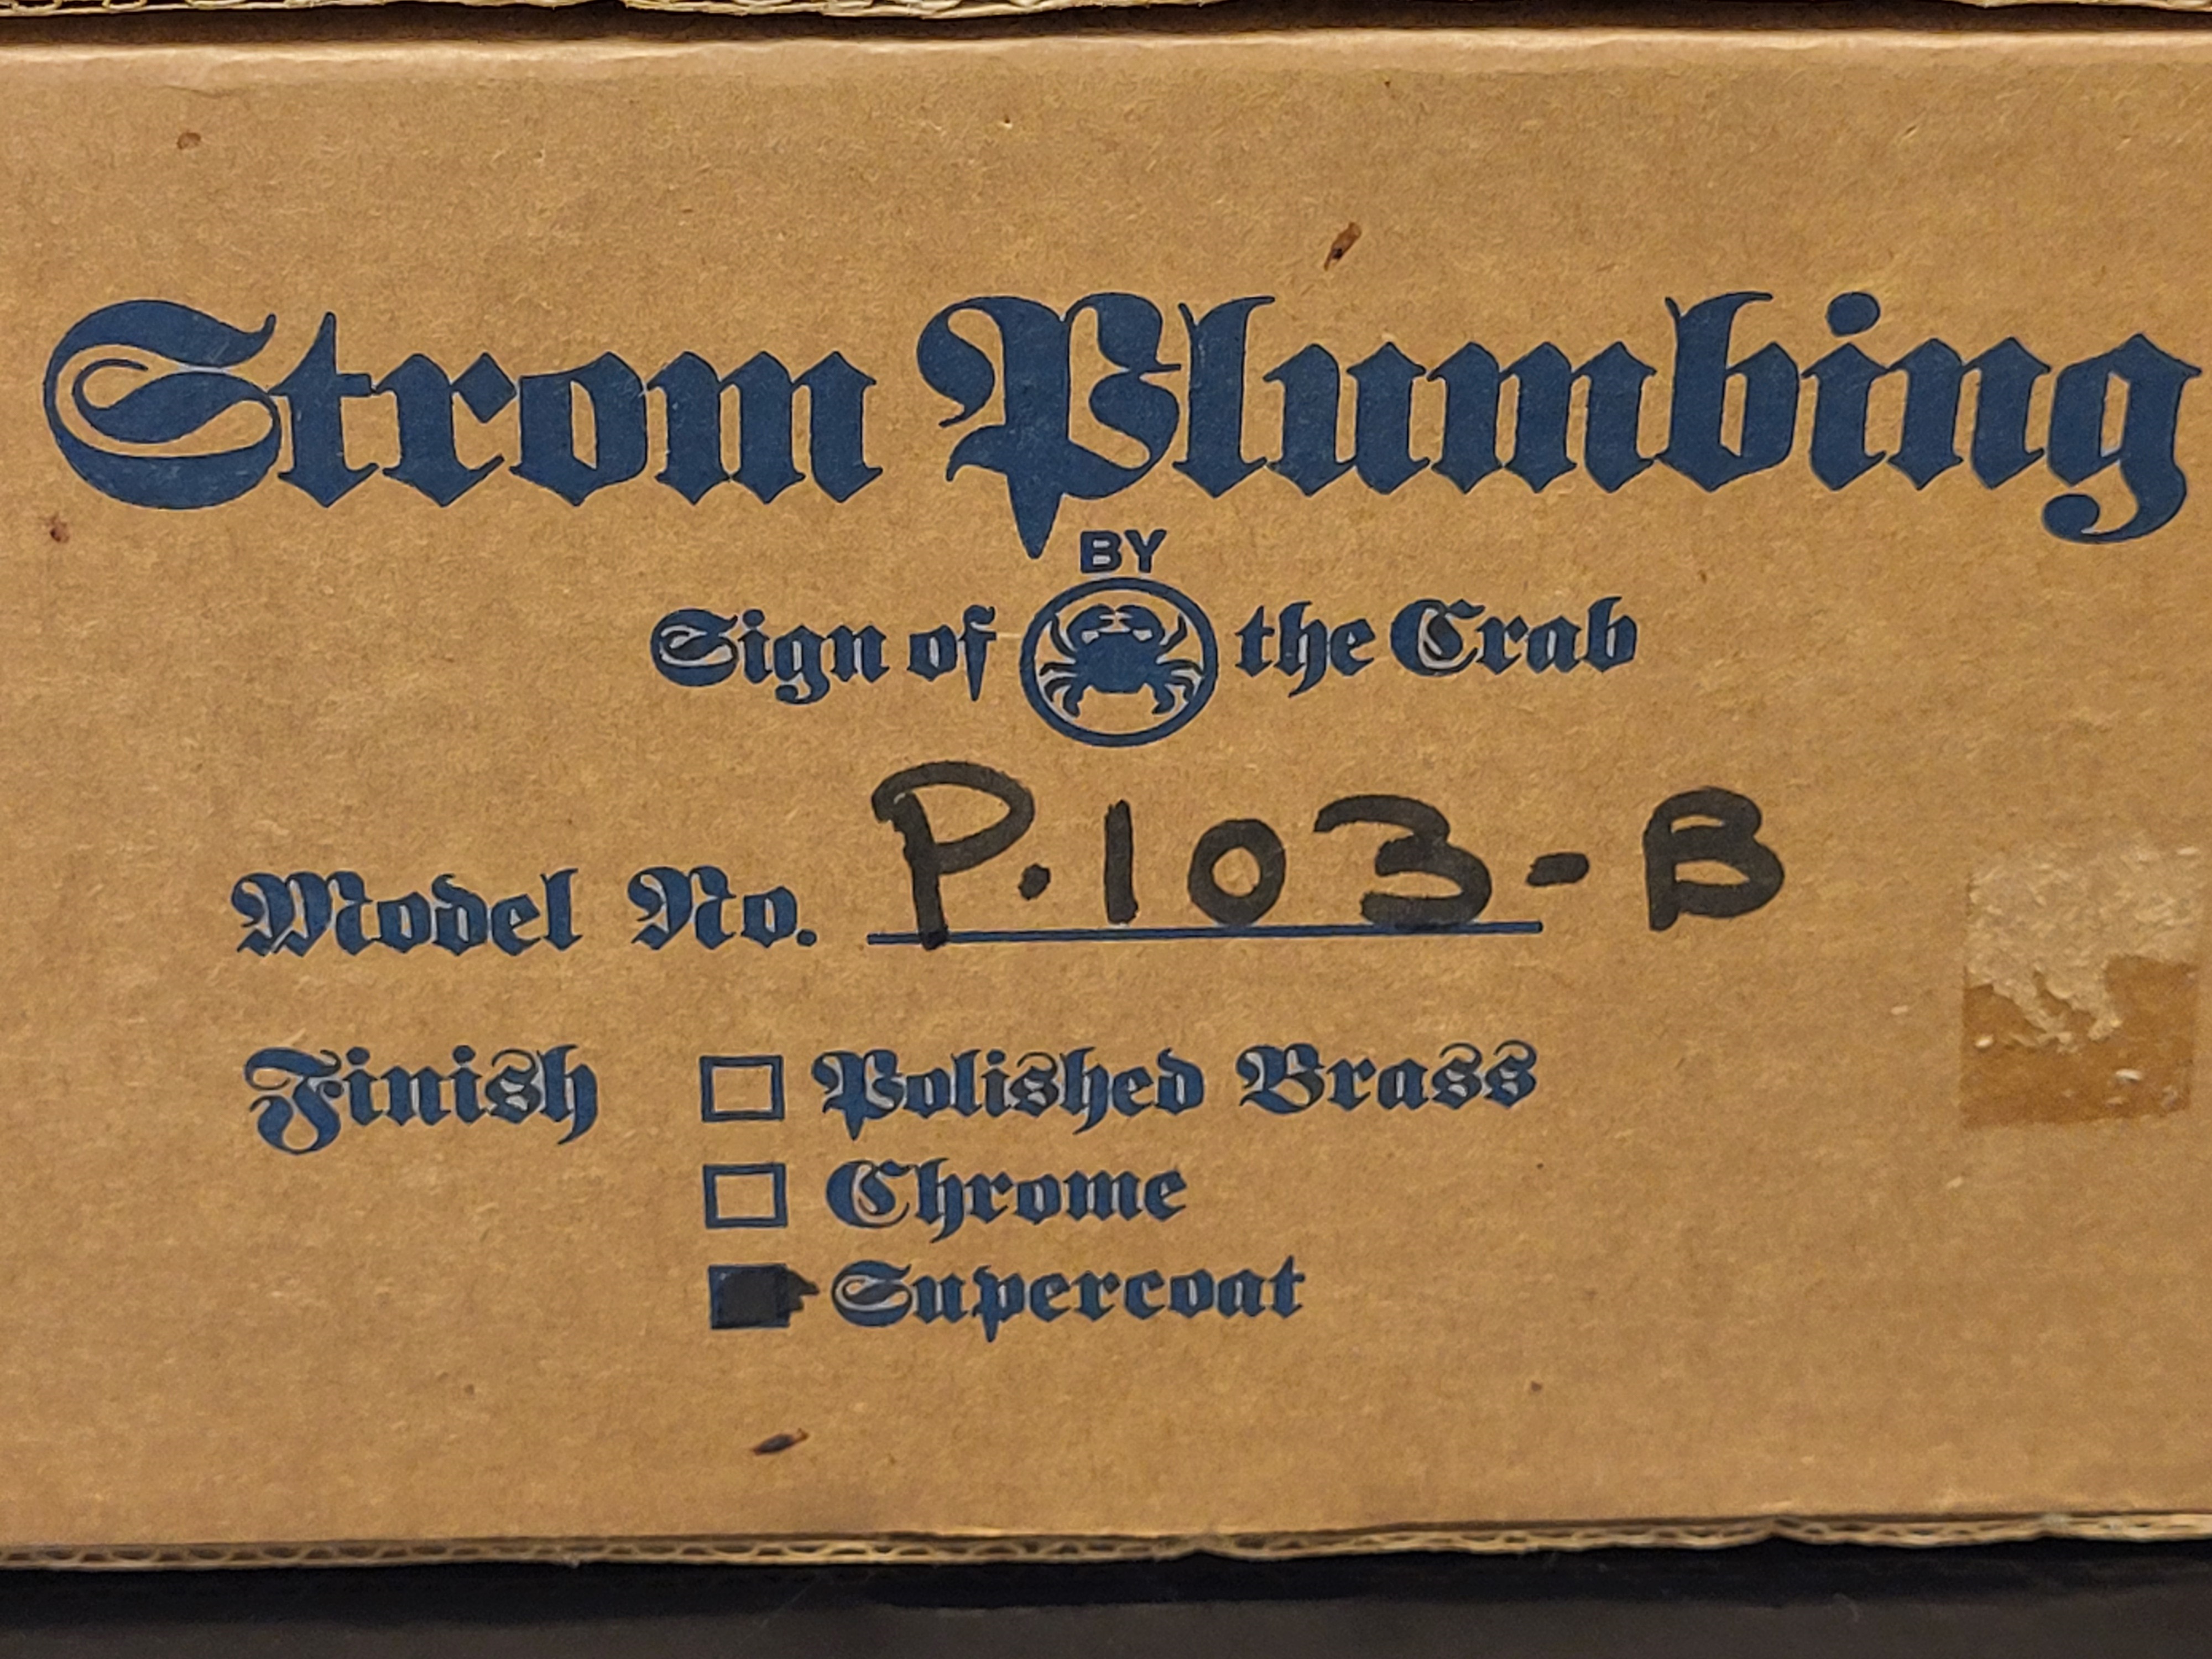 Strom Plumbing
BY
Sign of the Crab
Model No. P.103-B
Finish Polished Brass
Chrome
Supercoat